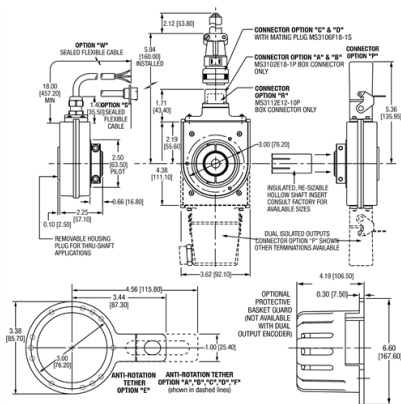 2.12 [53.80]
OPTION "W"
SEALED FLEXIBLE CABLE
5.94
[160.00]
INSTALLED
CONNECTOR OPTION "C" & "D"
WITH MATING PLUG MS3106F18-1S
CONNECTOR OPTION "A" & "B"
MS3102E18-1P BOX CONNECTOR
ONLY
CONNECTOR
OPTION "P"
CONNECTOR
OPTION "R"
MS3112E12-10P
BOX CONNECTOR ONLY
18.00
[457.20]
MIN
1.40
[35.50]
OPTION "S"
SEALED
FLEXIBLE
CABLE
1.71
[43.40]
5.36
[135.95]
2.19
[55.60]
3.00 [76.20]
2.50
[63.50]
PILOT
4.38
[111.10]
0.66 [16.80]
2.25
[57.10]
0.10 [2.50]
INSULATED, RE-SIZABLE
HOLLOW SHAFT INSERT
CONSULT FACTORY FOR
AVAILABLE SIZES
REMOVABLE HOUSING
PLUG FOR THRU-SHAFT
APPLICATIONS
DUAL ISOLATED OUTPUTS
CONNECTOR OPTION "P" SHOWN
OTHER TERMINATIONS AVAILABLE
3.62 [92.10]
4.56 [115.80]
3.44
[87.30]
4.19 [106.50]
0.30 [7.50]
OPTIONAL
PROTECTIVE
BASKET GUARD
(NOT AVAILABLE
WITH DUAL
OUTPUT ENCODER)
3.38
[85.70]
3.00
[76.20]
1.00 [25.40]
6.60
[167.60]
ANTI-ROTATION
TETHER
OPTION "E"
ANTI-ROTATION TETHER
OPTION "A","B","C","D","F"
(shown in dashed lines)